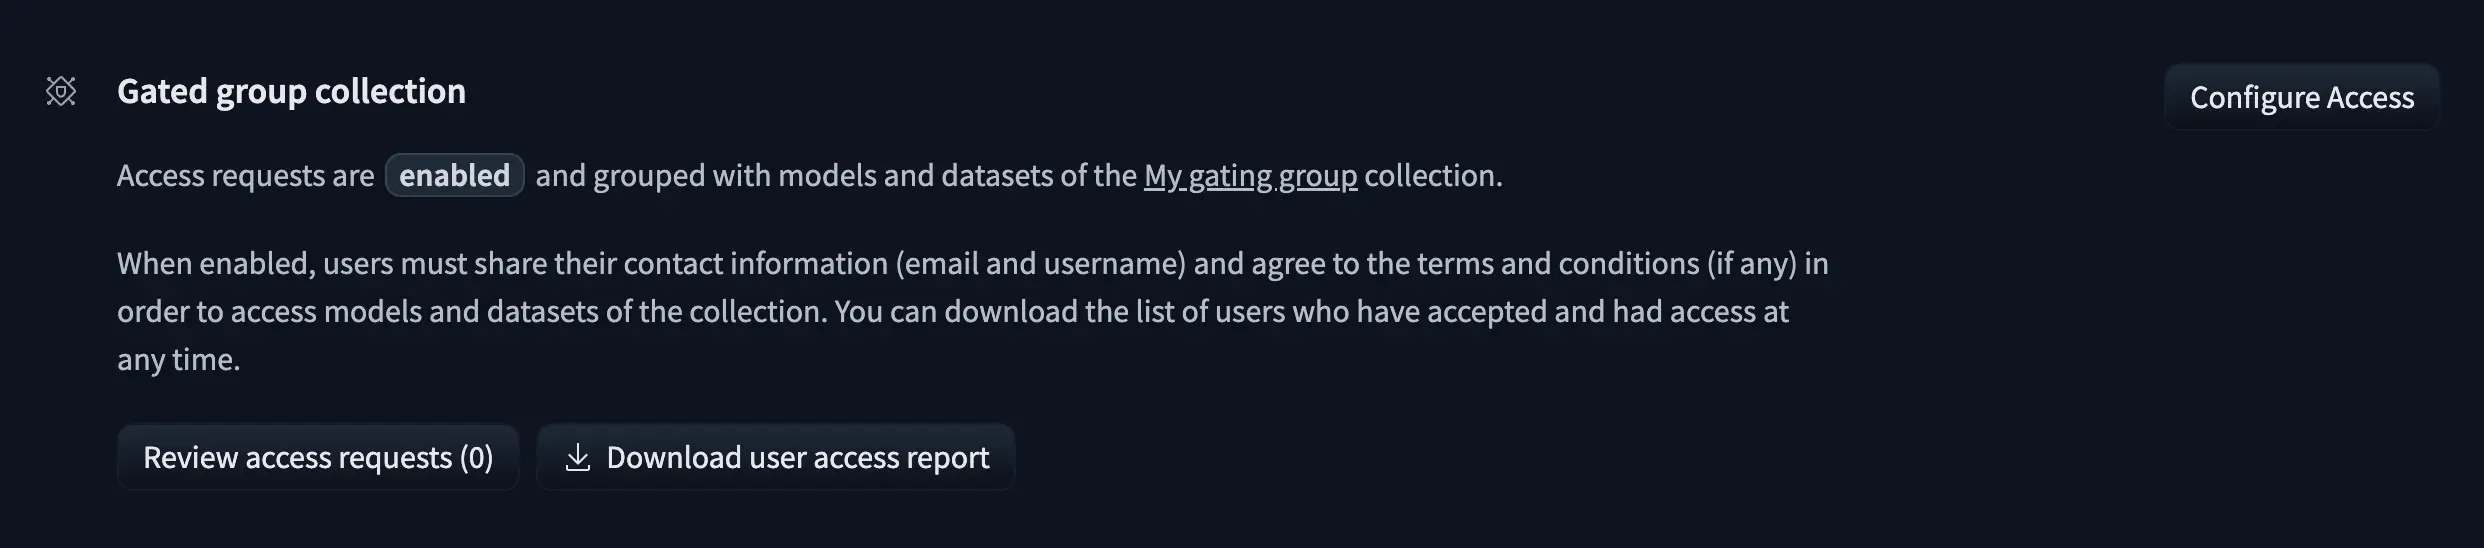 Gated group collection
Configure Access
Access requests are enabled and grouped with models and datasets of the My gating group collection.
When enabled, users must share their contact information (email and username) and agree to the terms and conditions (if any) in
order to access models and datasets of the collection. You can download the list of users who have accepted and had access at
any time.
Review access requests (0)
Download user access report